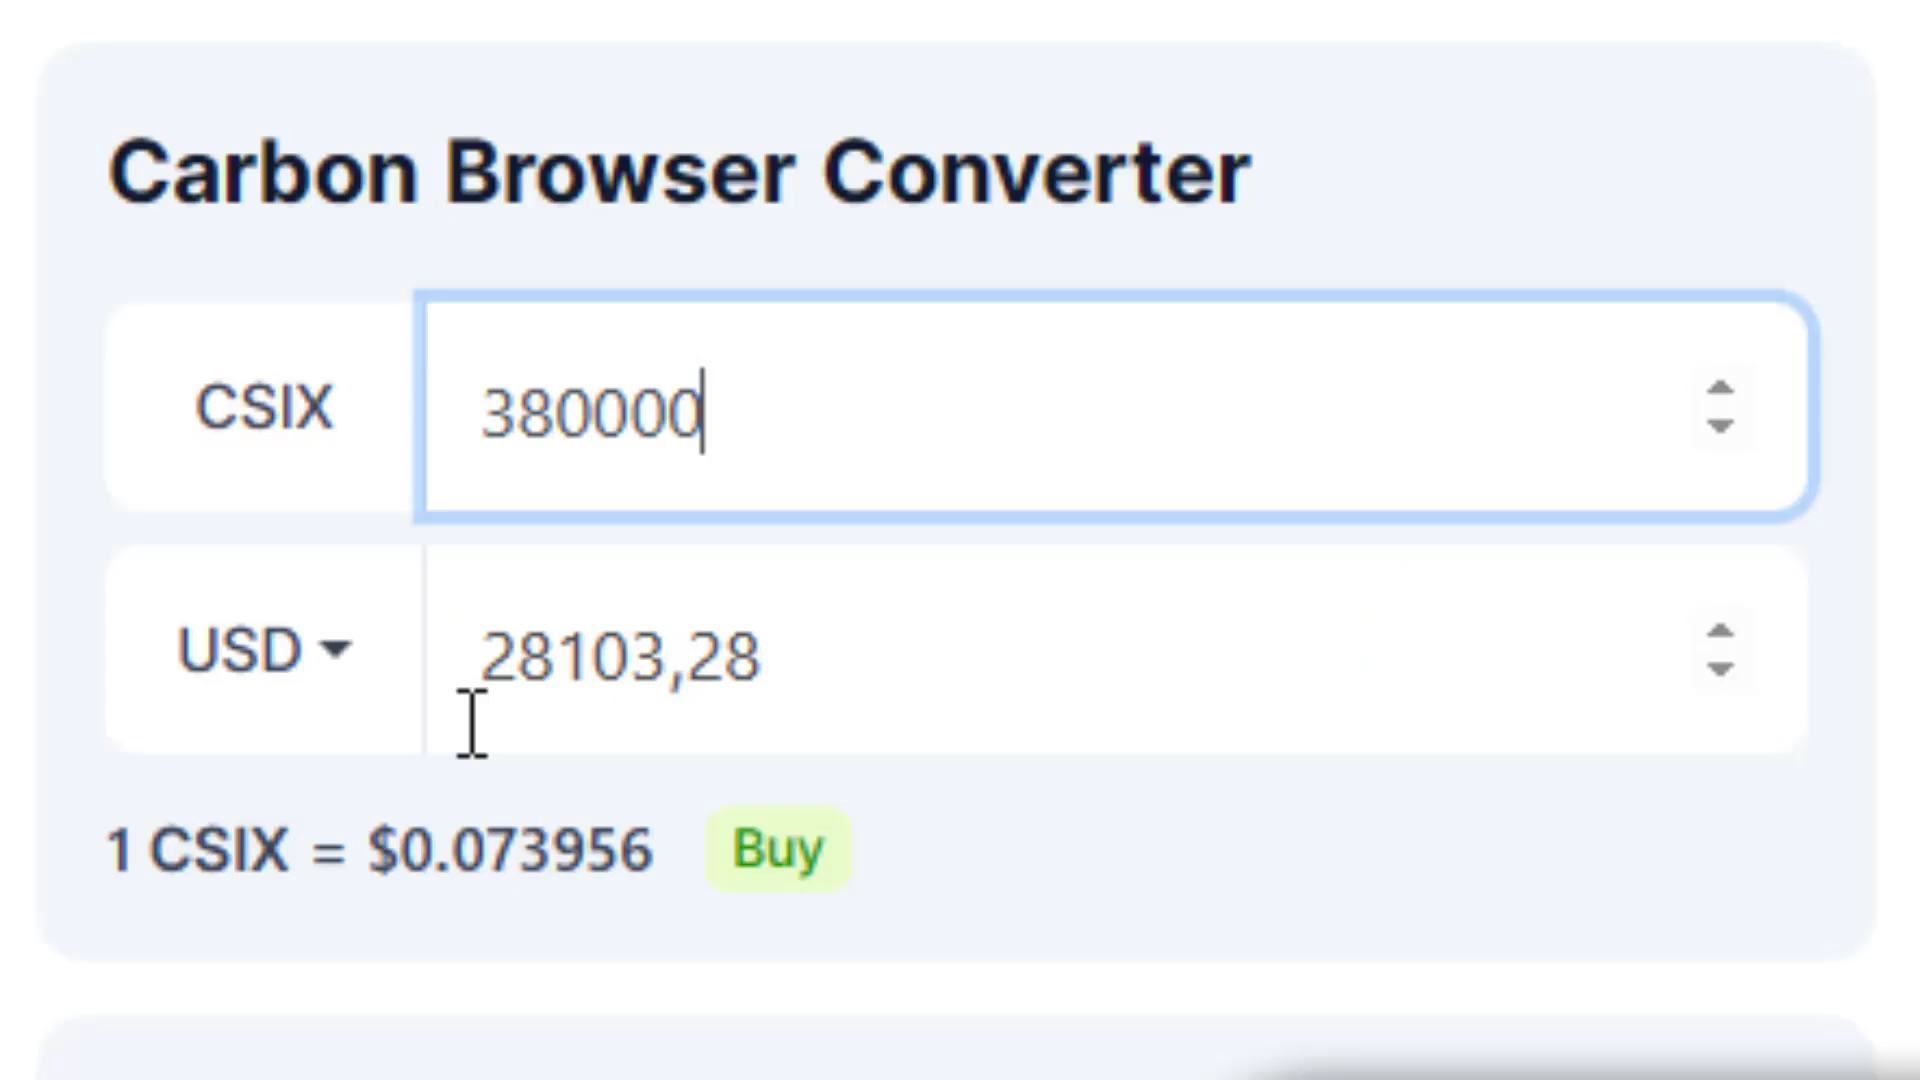 Carbon Browser Converter
CSIX 380000
USD 28103,28
1 CSIX = $0.073956 Buy